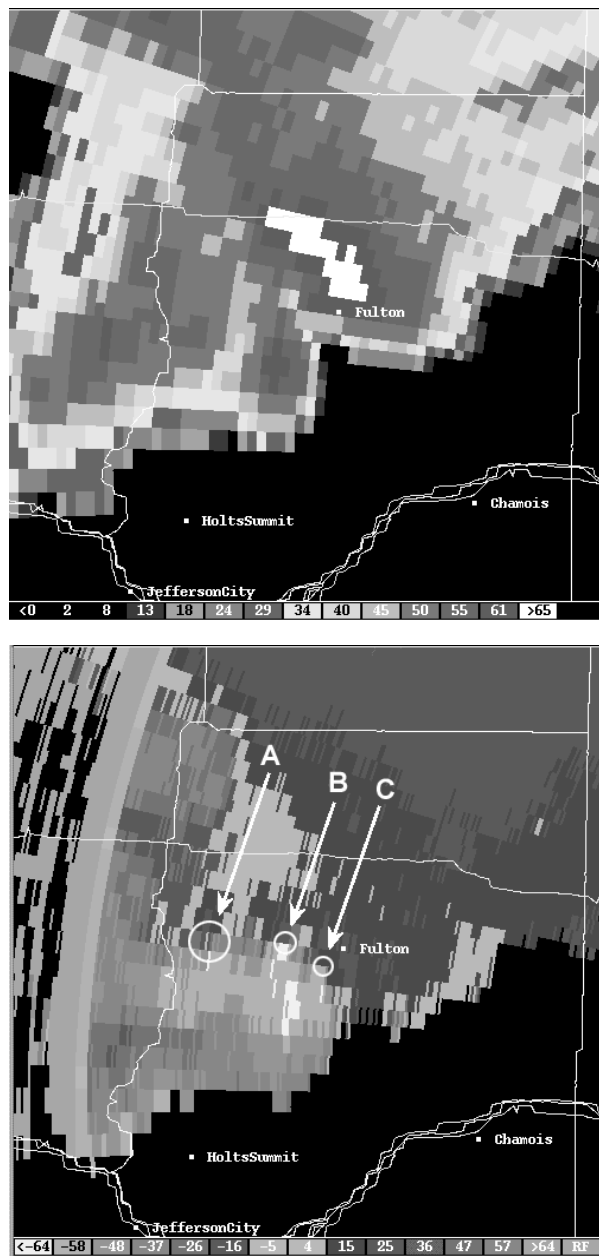 Fulton
Chamois
HoltsSummit
JeffersonCity
<0 2 8 13 18 24 29 34 40 45 50 55 61 >65
A
B
C
Fulton
Chamois
HoltsSummit
JeffersonCity
<-64 -58 -48 -37 -26 -16 -5 4 15 25 36 47 57 >64 RF